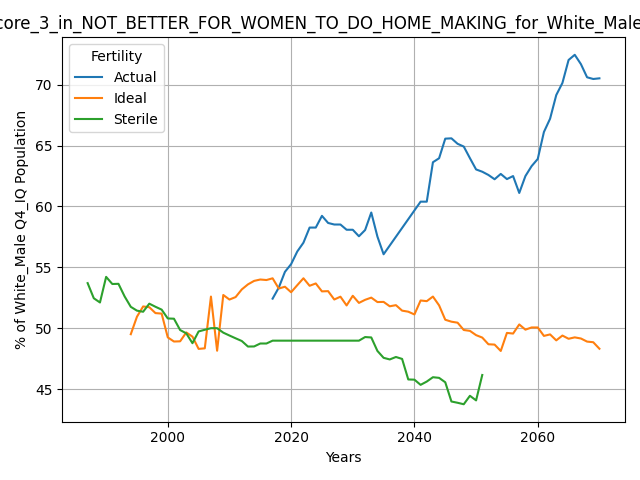 core_3_in_NOT_BETTER_FOR_WOMEN_TO_DO_HOME_MAKING_for_White_Male
Fertility
Actual
Ideal
Sterile
% of White_Male Q4_IQ Population
70
65
60
55
50
45
2000
2020
2040
2060
Years